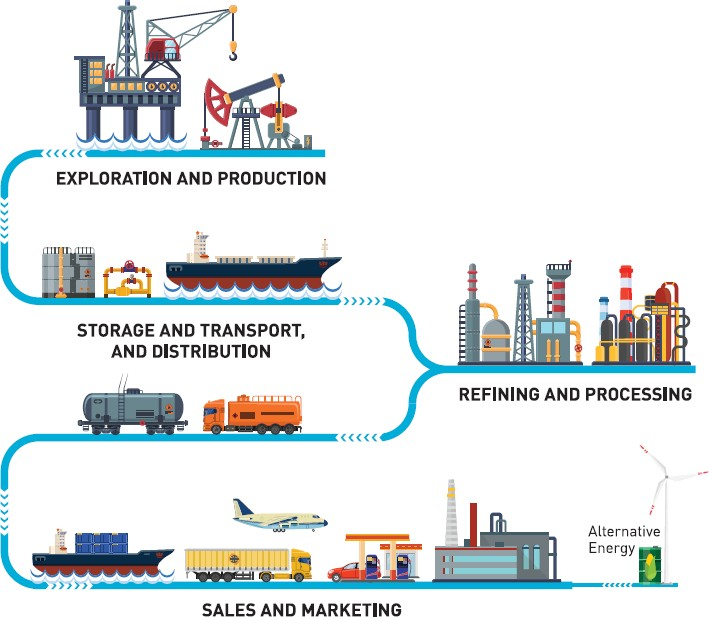 EXPLORATION AND PRODUCTION
STORAGE AND TRANSPORT,
AND DISTRIBUTION
REFINING AND PROCESSING
Alternative
Energy
SALES AND MARKETING